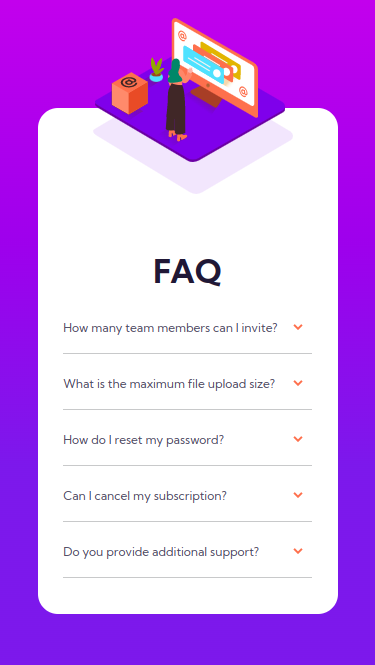 @
@
@
FAQ
How many team members can I invite?
What is the maximum file upload size?
How do I reset my password?
Can I cancel my subscription?
Do you provide additional support?